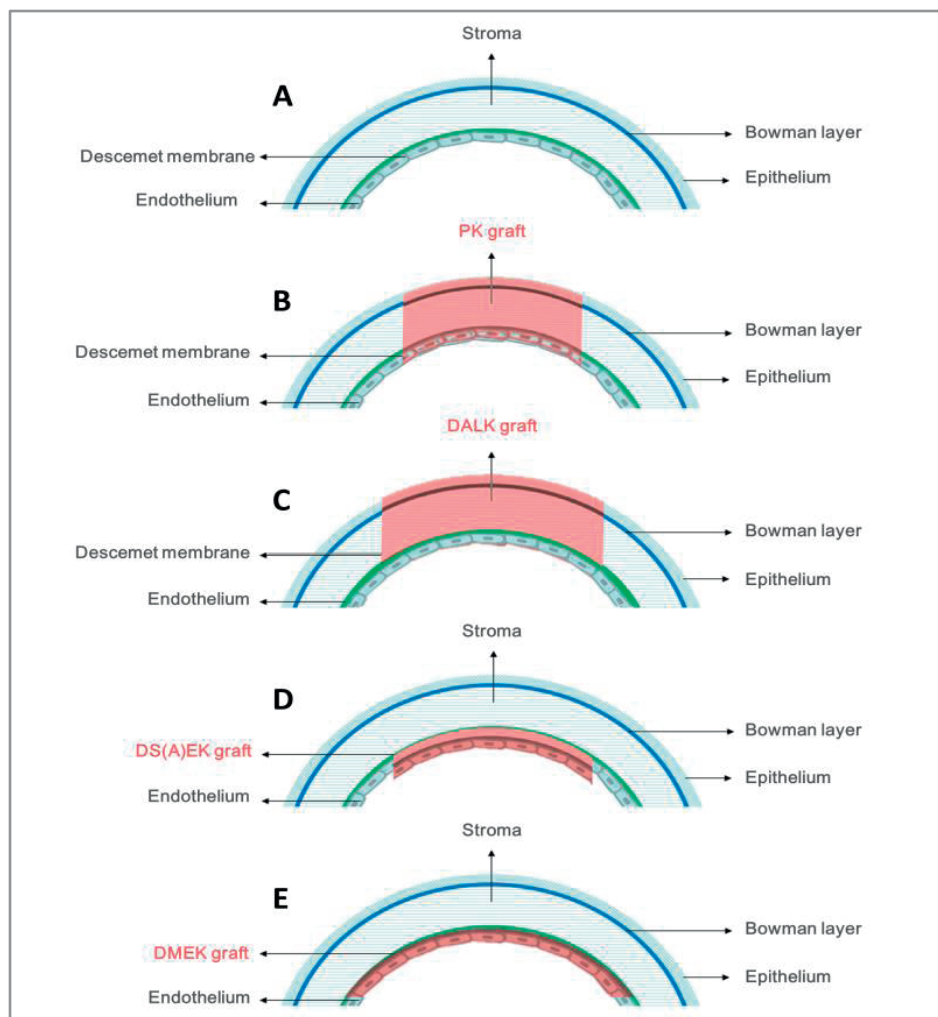 Stroma
A
Bowman layer
Descemet membrane
Epithelium
Endothelium
PK graft
B
Bowman layer
Descemet membrane
Epithelium
Endothelium
DALK graft
C
Bowman layer
Descemet membrane
Epithelium
Endothelium
Stroma
D
Bowman layer
DS(A)EK graft
Epithelium
Endothelium
Stroma
E
Bowman layer
DMEK graft
Epithelium
Endothelium